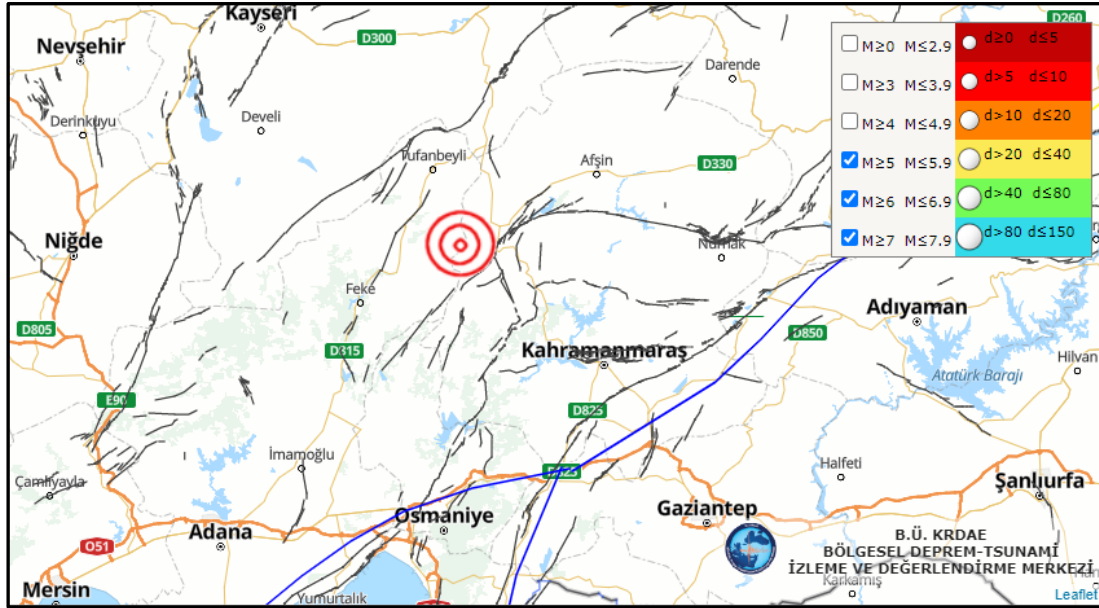 Kayseri
D300
D260
Nevşehir
Darende
Derinkuyu
Develi
Tufanbeyli
Afşin
D330
Niğde
Nurhak
Feke
D805
D815
Adıyaman
D850
Kahramanmaraş
Hilvan
Atatürk Barajı
E90
D825
İmamoğlu
Halfeti
Çamlıyayla
Şanlıurfa
Gaziantep
Osmaniye
Adana
O51
Mersin
Yumurtalık
Karkamış
M≥0 M≤2.9 d≥0 d≤5
M≥3 M≤3.9 d>5 d≤10
M≥4 M≤4.9 d>10 d≤20
M≥5 M≤5.9 d>20 d≤40
M≥6 M≤6.9 d>40 d≤80
M≥7 M≤7.9 d>80 d≤150
B.Ü. KRDAE
BÖLGESEL DEPREM-TSUNAMİ
İZLEME VE DEĞERLENDİRME MERKEZİ
Leaflet